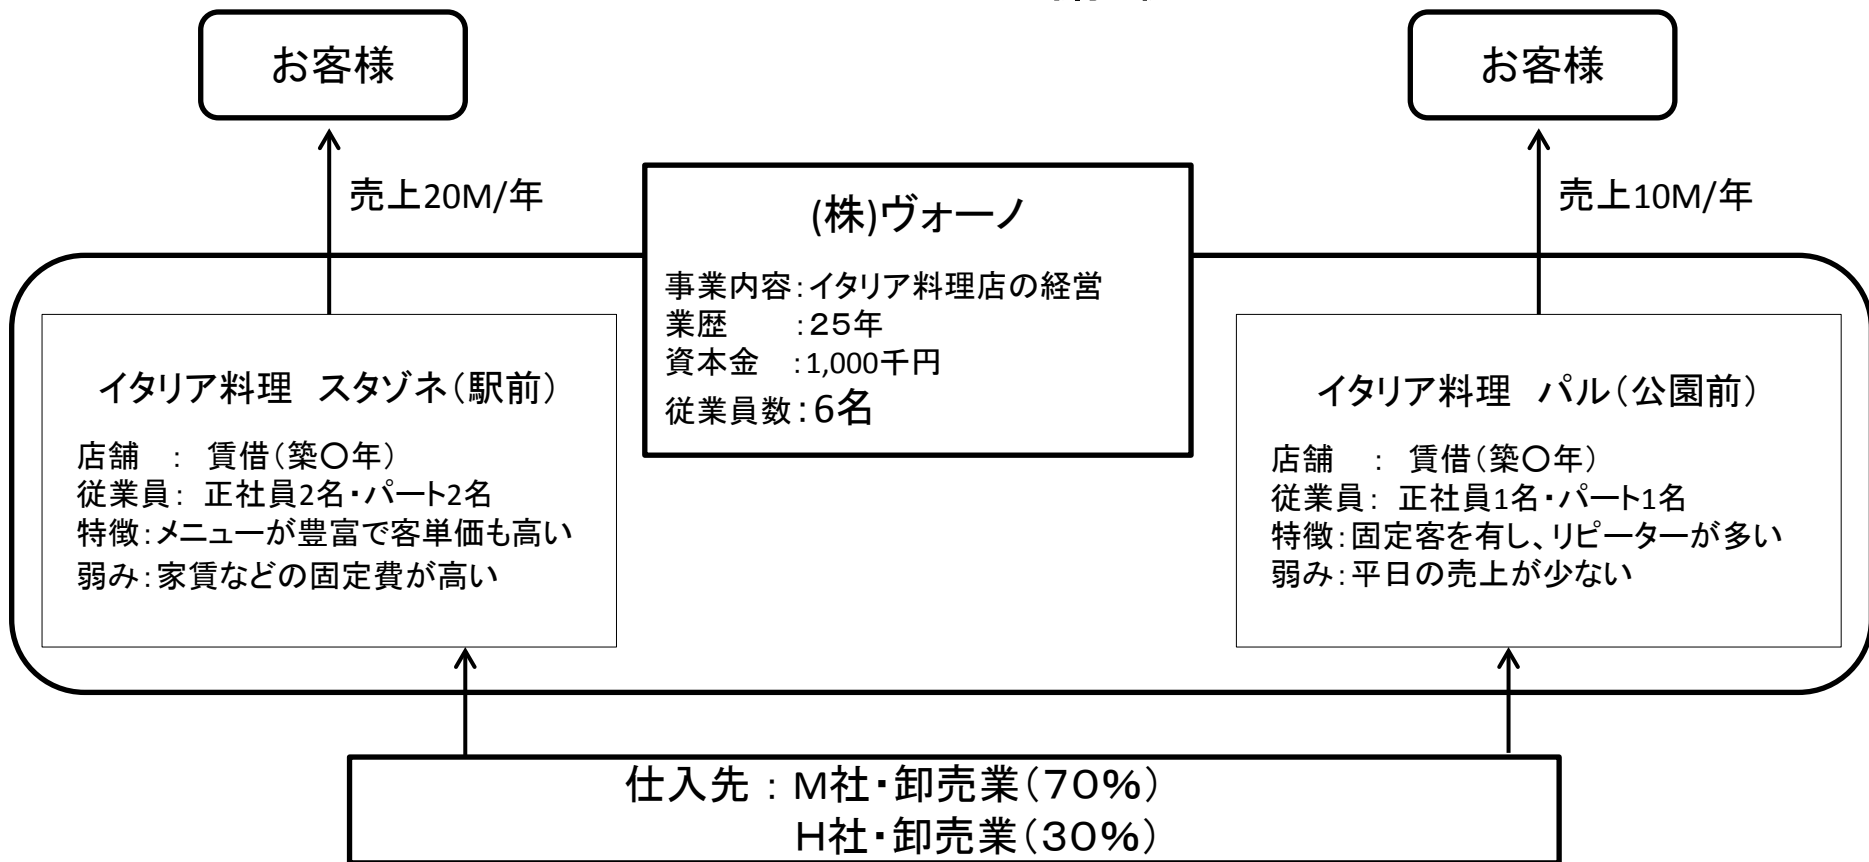 お客様
お客様
売上20M/年
売上10M/年
(株)ヴォーノ
事業内容：イタリア料理店の経営
業歴　　：２５年
資本金　：1,000千円
従業員数：6名
イタリア料理　スタゾネ（駅前）
店舗　：　賃借（築〇年）
従業員：　正社員2名・パート2名
特徴：メニューが豊富で客単価も高い
弱み：家賃などの固定費が高い
イタリア料理　パル（公園前）
店舗　：　賃借（築〇年）
従業員：　正社員1名・パート1名
特徴：固定客を有し、リピーターが多い
弱み：平日の売上が少ない
仕入先：M社・卸売業（７０％）
H社・卸売業（３０％）